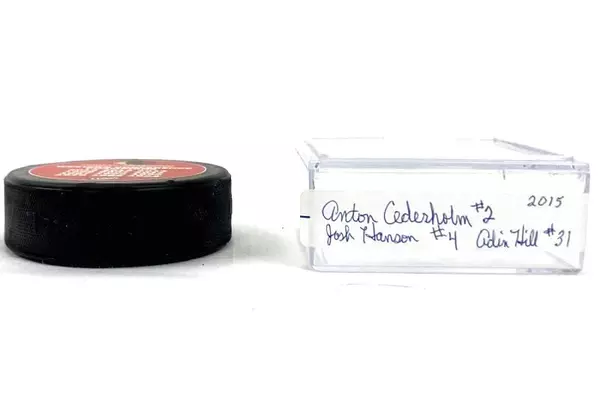 2015
Anton Cederholm #2
Josh Hanson #4 Adin Hill #31